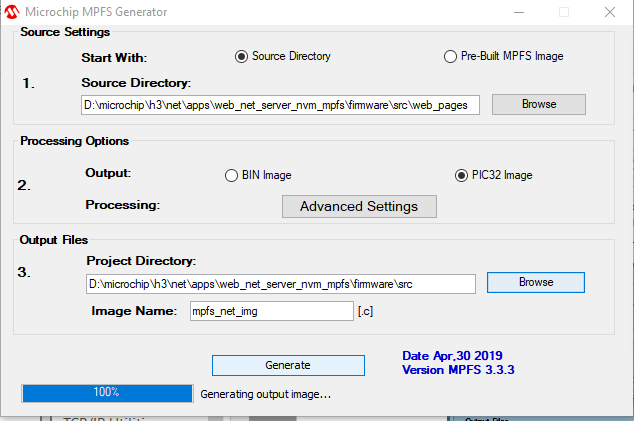 Microchip MPFS Generator
Source Settings
Start With: Source Directory Pre-Built MPFS Image
1. Source Directory:
D:\microchip\h3\net\apps\web_net_server_nvm_mpfs\firmware\src\web_pages Browse
Processing Options
2. Output: BIN Image PIC32 Image
Processing: Advanced Settings
Output Files
3. Project Directory:
D:\microchip\h3\net\apps\web_net_server_nvm_mpfs\firmware\src Browse
Image Name: mpfs_net_img [.c]
Generate Date Apr,30 2019
Version MPFS 3.3.3
100% Generating output image...